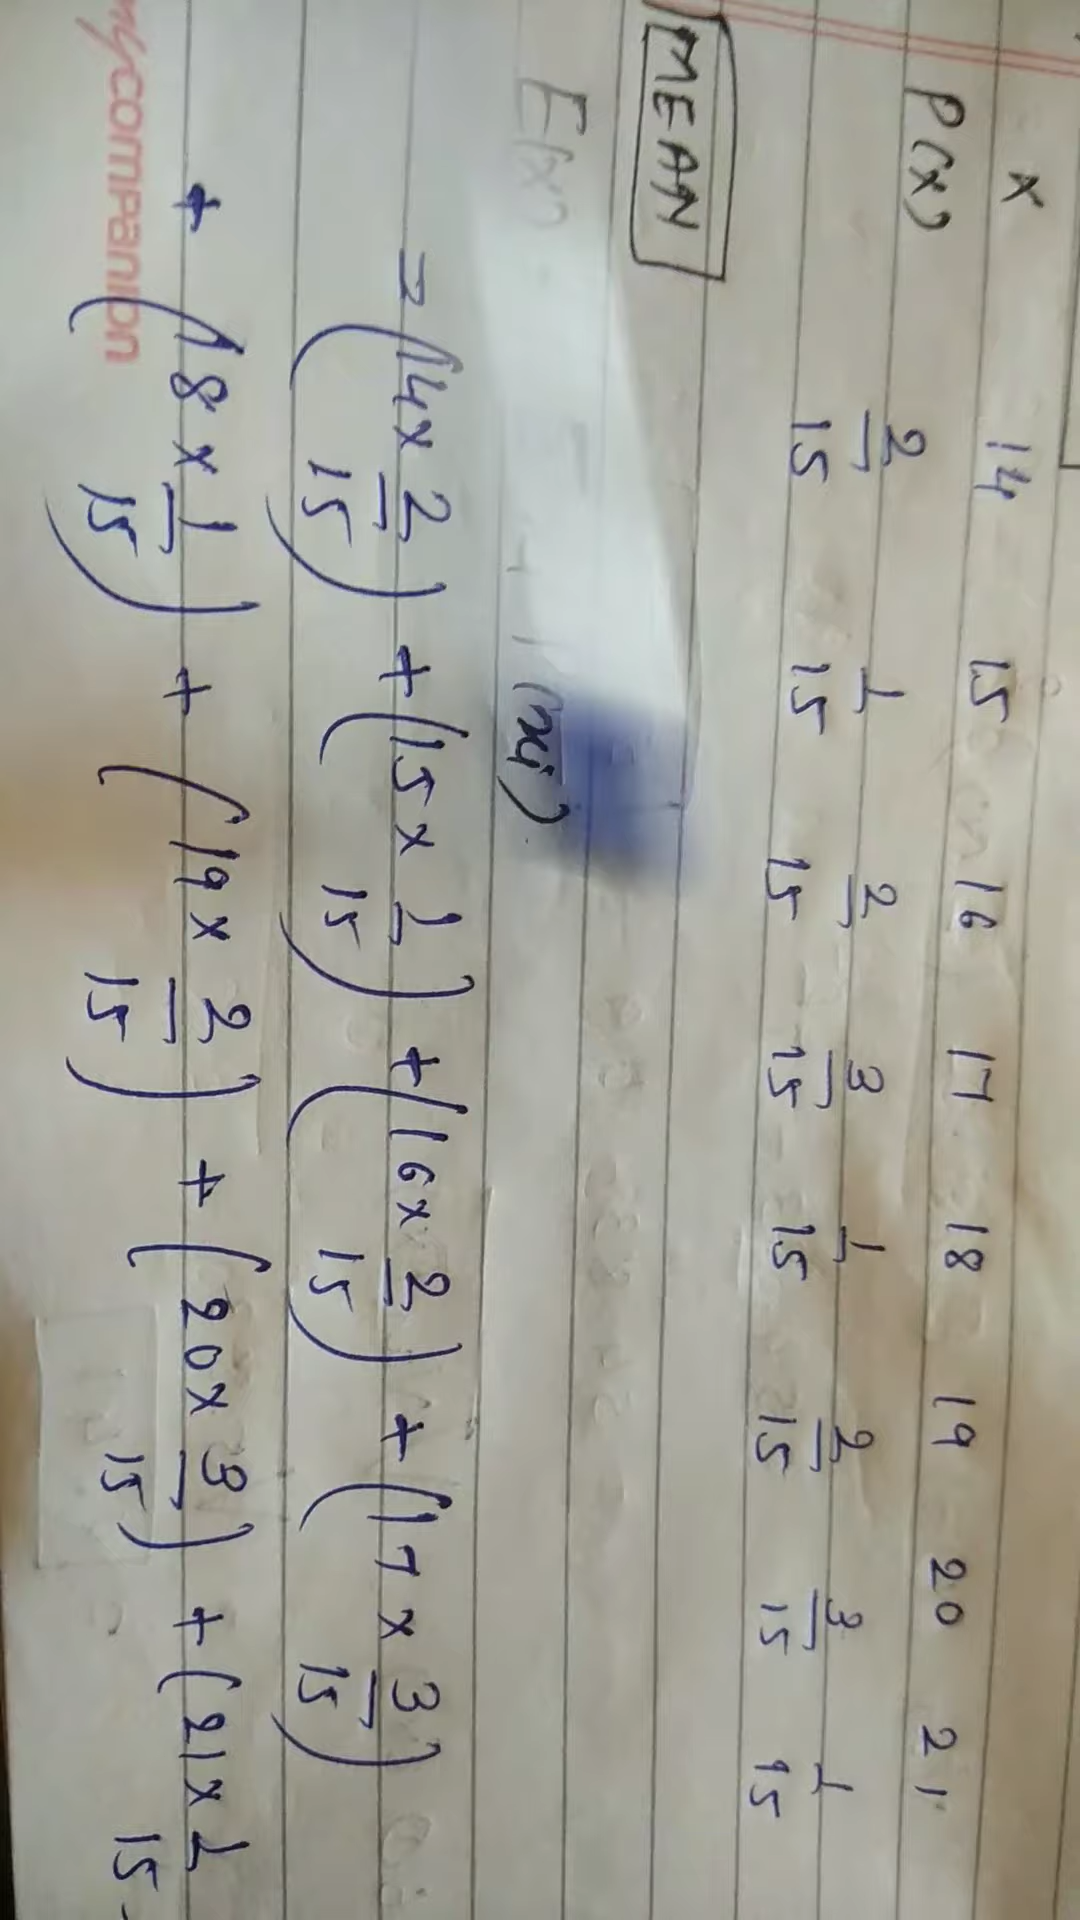 x 14 15 16 17 18 19 20 21
P(x) 2/15 1/15 2/15 3/15 1/15 2/15 3/15 1/15
MEAN
E(x) (xi)
= (14 x 2/15) + (15 x 1/15) + (16 x 2/15) + (17 x 3/15)
+ (18 x 1/15) + (19 x 2/15) + (20 x 3/15) + (21 x 1/15
mycompanion